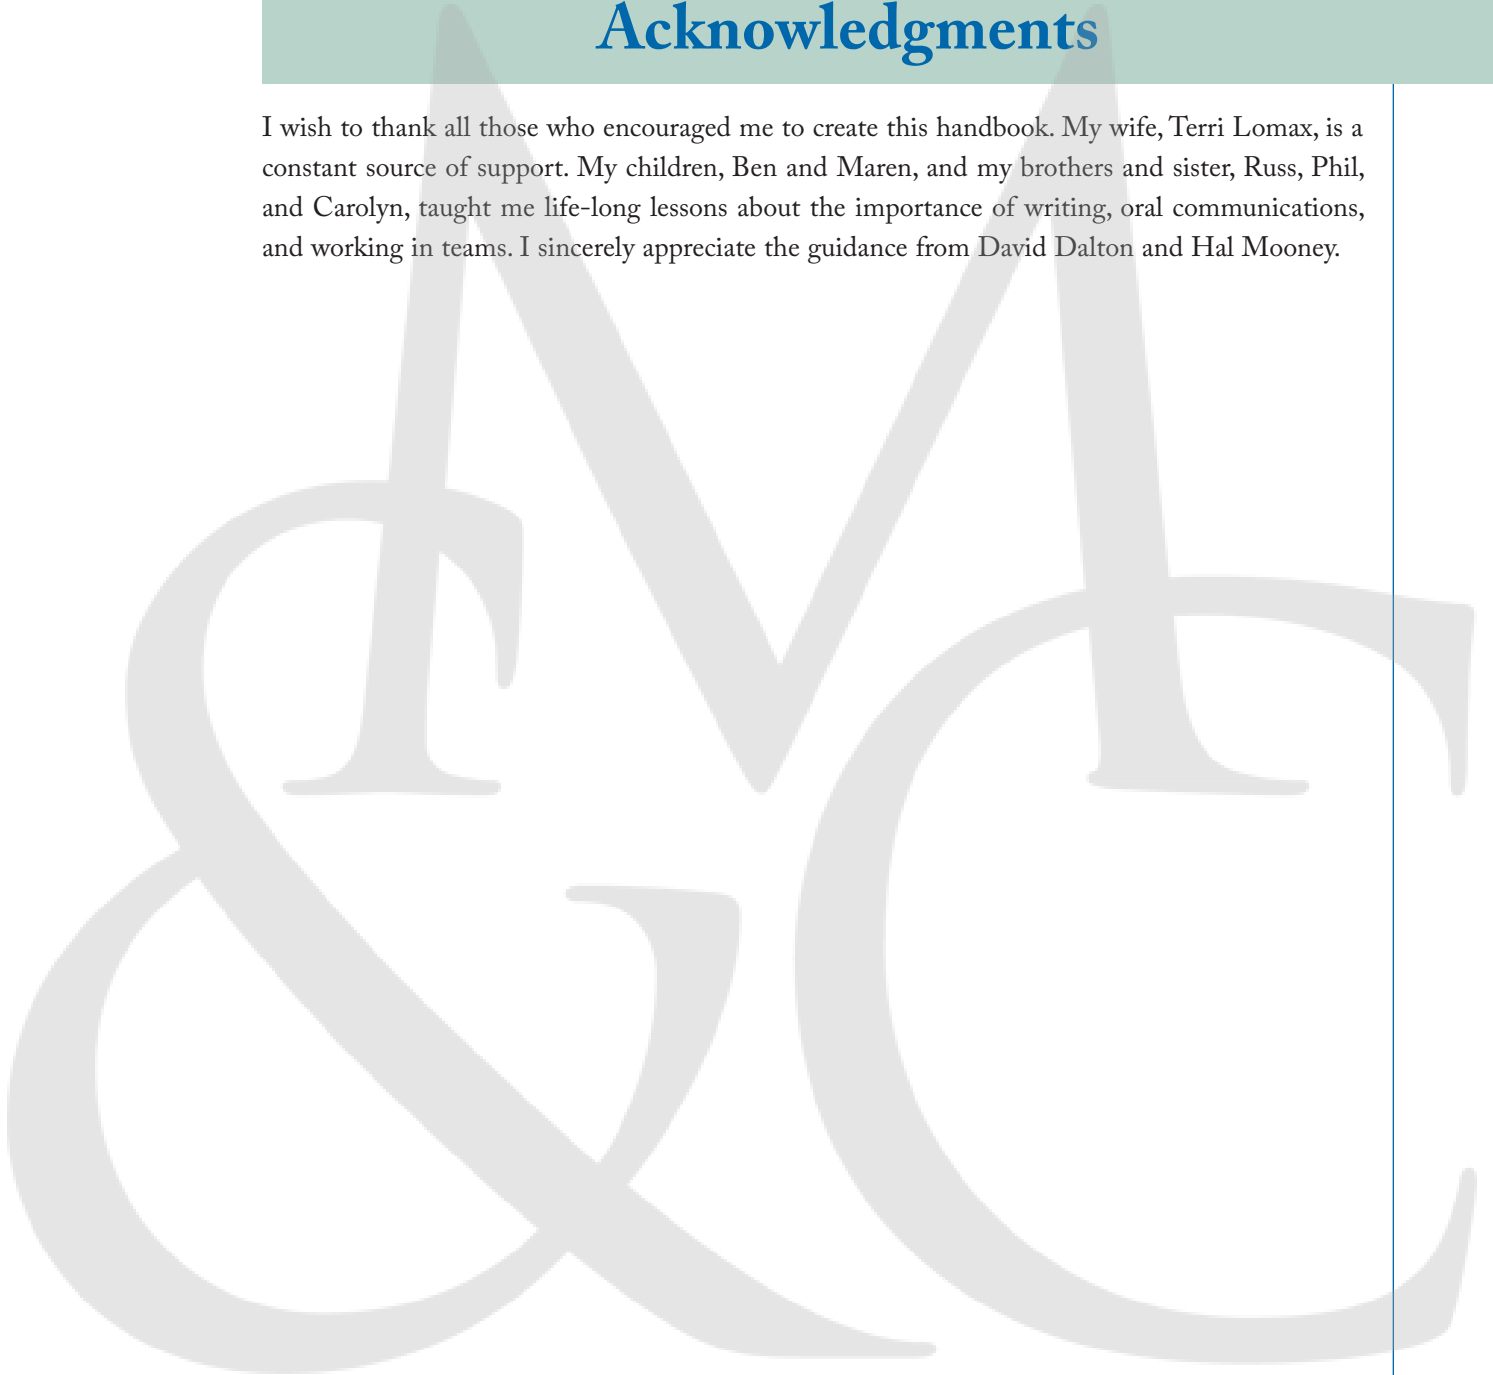 Acknowledgments
I wish to thank all those who encouraged me to create this handbook. My wife, Terri Lomax, is a
constant source of support. My children, Ben and Maren, and my brothers and sister, Russ, Phil,
and Carolyn, taught me life-long lessons about the importance of writing, oral communications,
and working in teams. I sincerely appreciate the guidance from David Dalton and Hal Mooney.
M
&C